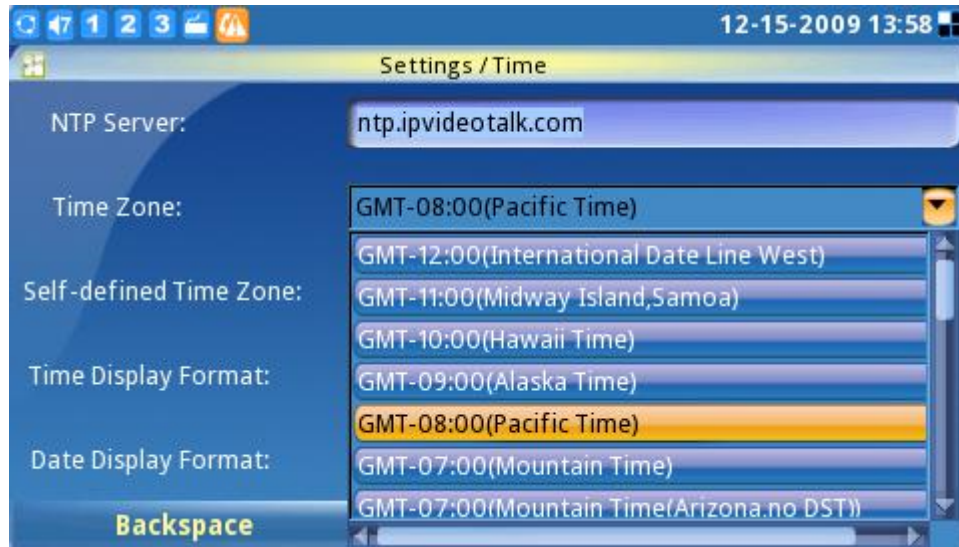 7 1 2 3 12-15-2009 13:58
Settings / Time
NTP Server: ntp.ipvideotalk.com
Time Zone: GMT-08:00(Pacific Time)
GMT-12:00(International Date Line West)
Self-defined Time Zone: GMT-11:00(Midway Island,Samoa)
GMT-10:00(Hawaii Time)
Time Display Format: GMT-09:00(Alaska Time)
GMT-08:00(Pacific Time)
Date Display Format: GMT-07:00(Mountain Time)
GMT-07:00(Mountain Time(Arizona.no DST))
Backspace